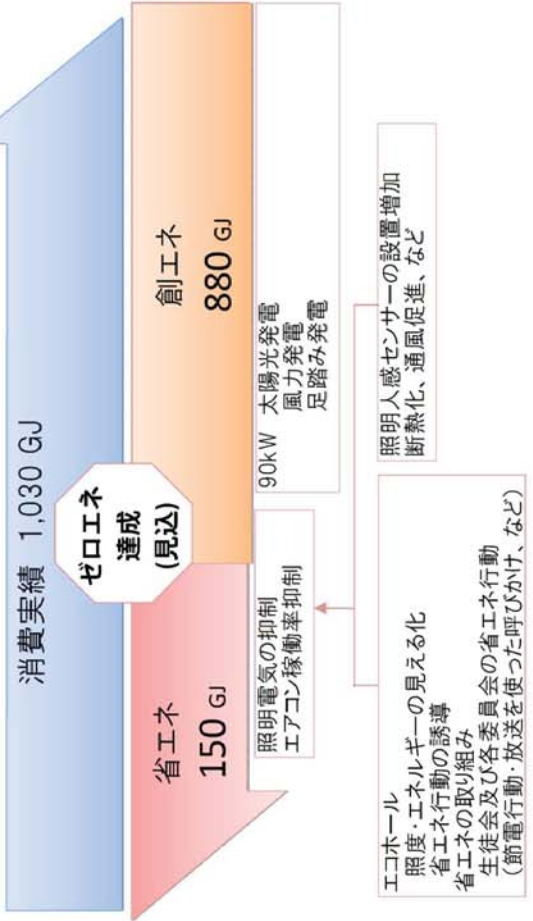 消費実績 1,030 GJ
ゼロエネ
達成
(見込)
省エネ
150 GJ
創エネ
880 GJ
照明電気の抑制
エアコン稼働率抑制
90kW 太陽光発電
風力発電
足踏み発電
エコホール
照度・エネルギーの見える化
省エネ行動の誘導
省エネの取り組み
生徒会及び各委員会の省エネ行動
(節電行動・放送を使った呼びかけ、など)
照明人感センサーの設置増加
断熱化、通風促進、など